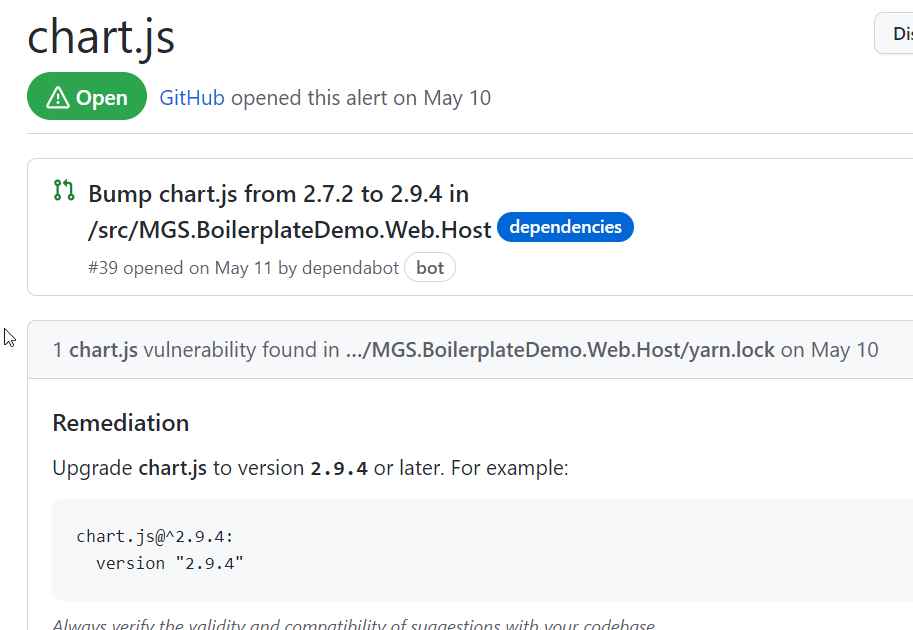 chart.js
Open GitHub opened this alert on May 10
Bump chart.js from 2.7.2 to 2.9.4 in
/src/MGS.BoilerplateDemo.Web.Host dependencies
#39 opened on May 11 by dependabot bot
1 chart.js vulnerability found in .../MGS.BoilerplateDemo.Web.Host/yarn.lock on May 10
Remediation
Upgrade chart.js to version 2.9.4 or later. For example:
chart.js@^2.9.4:
version "2.9.4"
Always verify the validity and compatibility of suggestions with your codebase.